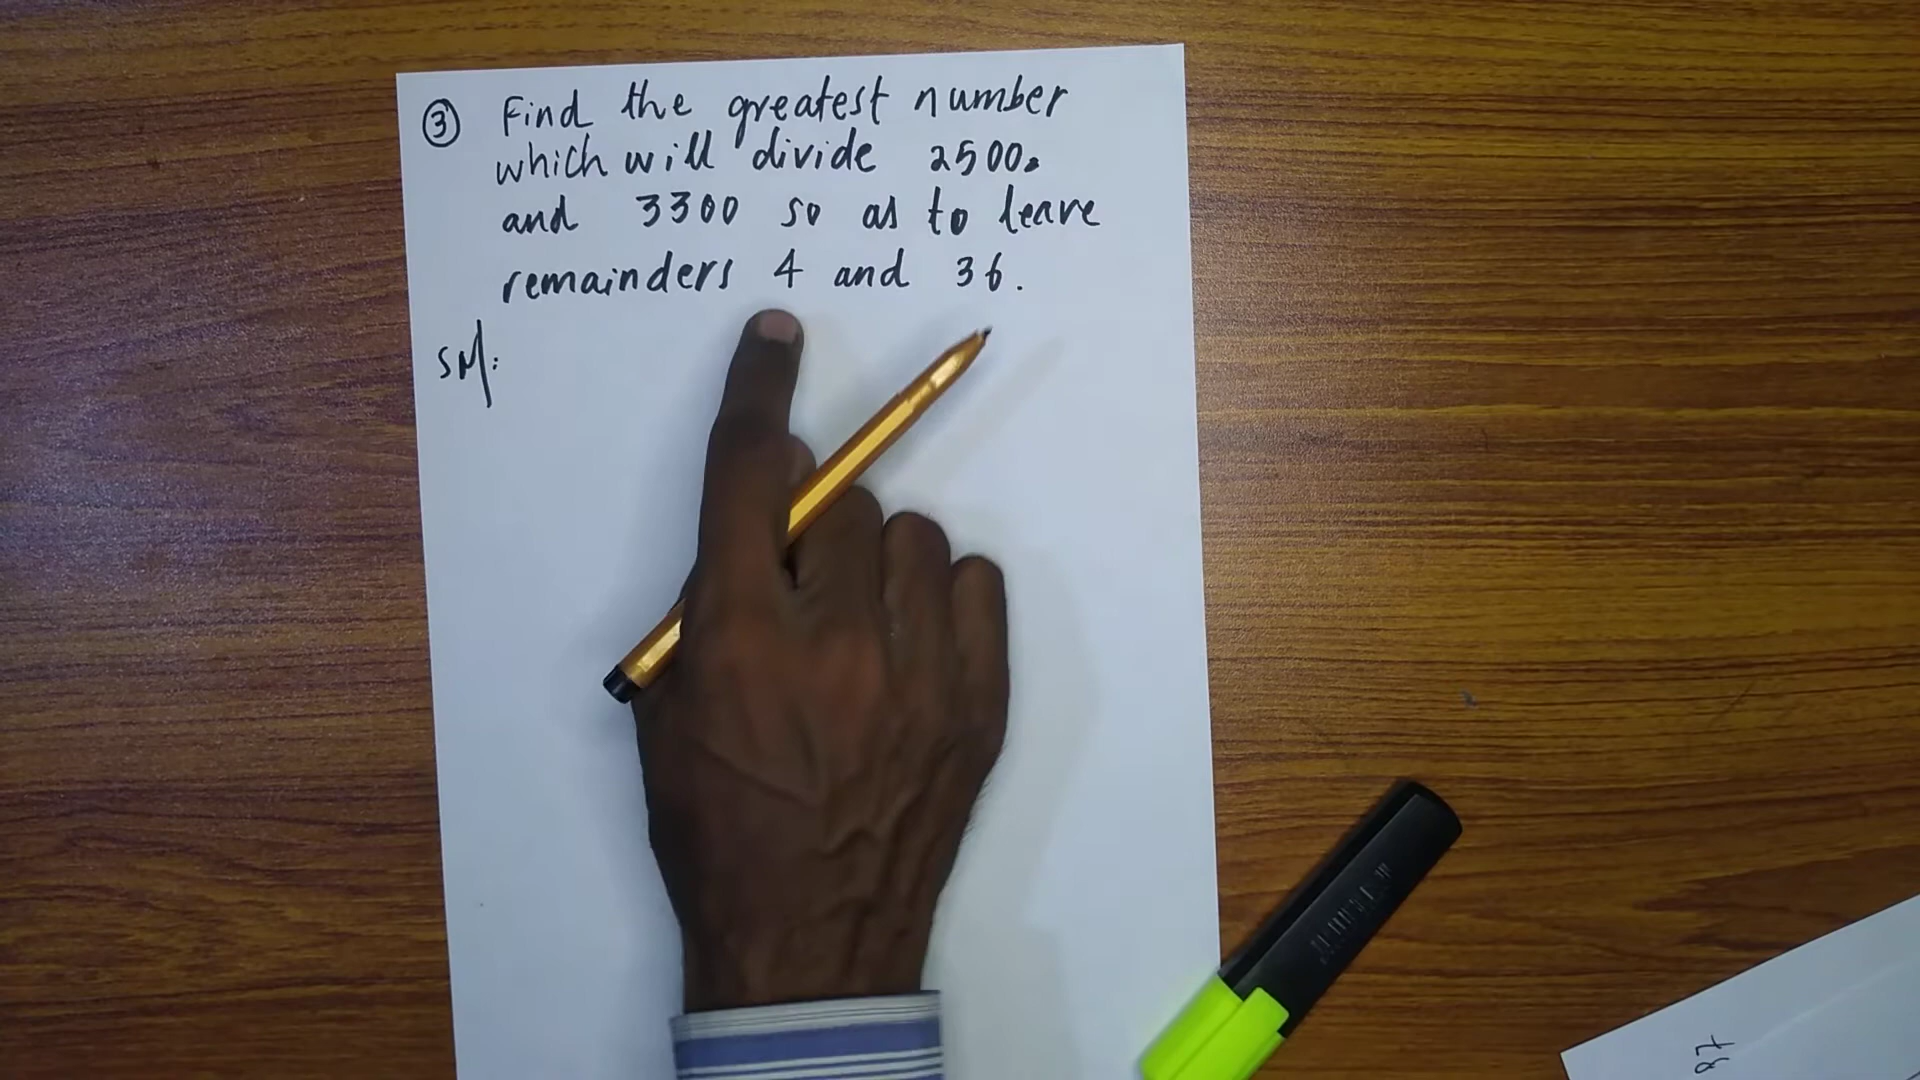 ③ Find the greatest number
which will divide 2500.
and 3300 so as to leave
remainders 4 and 36.
87